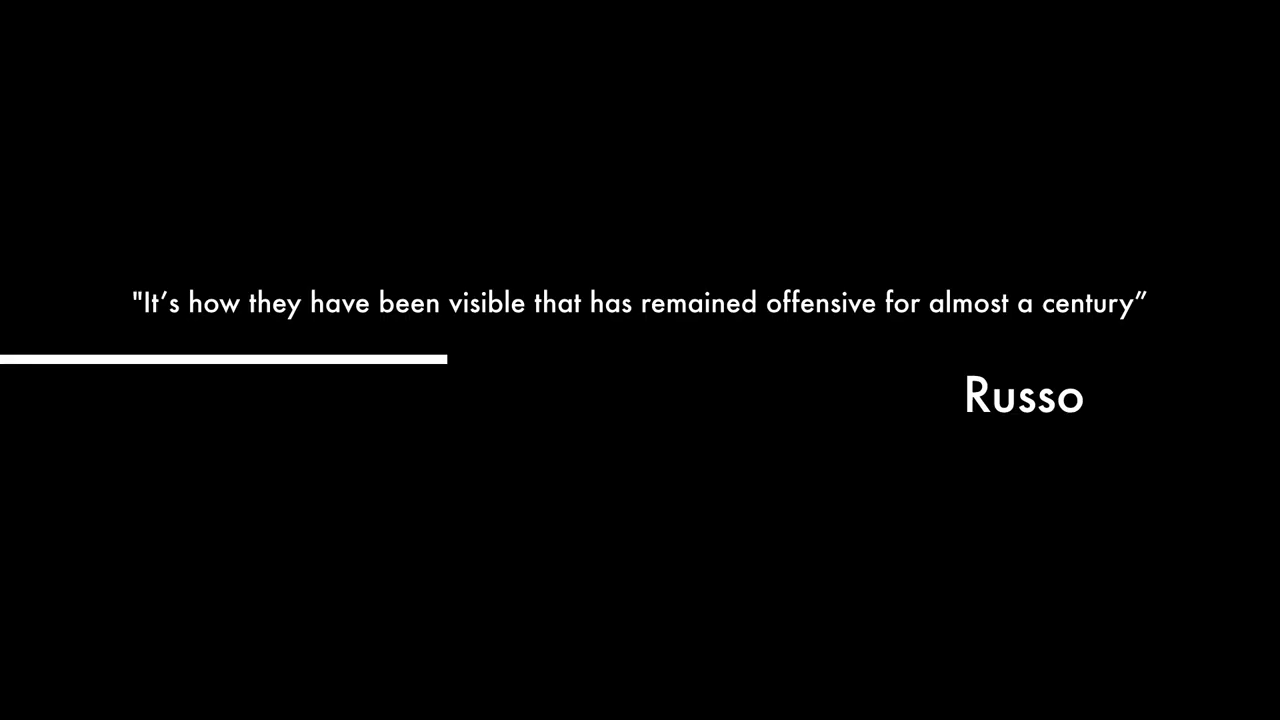 "It’s how they have been visible that has remained offensive for almost a century”
Russo